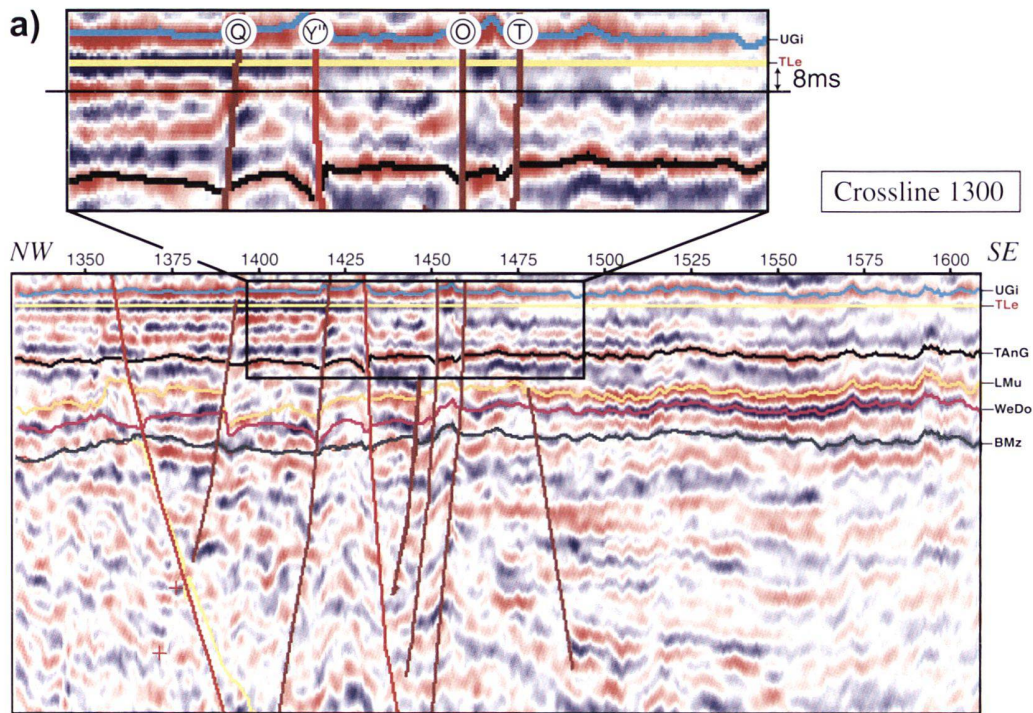 a)
Q Y" O T
UGi
TLe
8ms
Crossline 1300
NW SE
1350 1375 1400 1425 1450 1475 1500 1525 1550 1575 1600
UGi
TLe
TAnG
LMu
WeDo
BMz